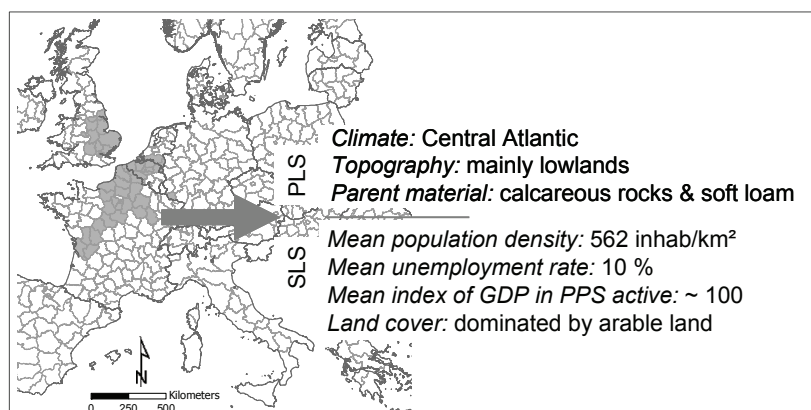 PLS
Climate: Central Atlantic
Topography: mainly lowlands
Parent material: calcareous rocks & soft loam
SLS
Mean population density: 562 inhab/km²
Mean unemployment rate: 10 %
Mean index of GDP in PPS active: ~ 100
Land cover: dominated by arable land
N
Kilometers
0 250 500